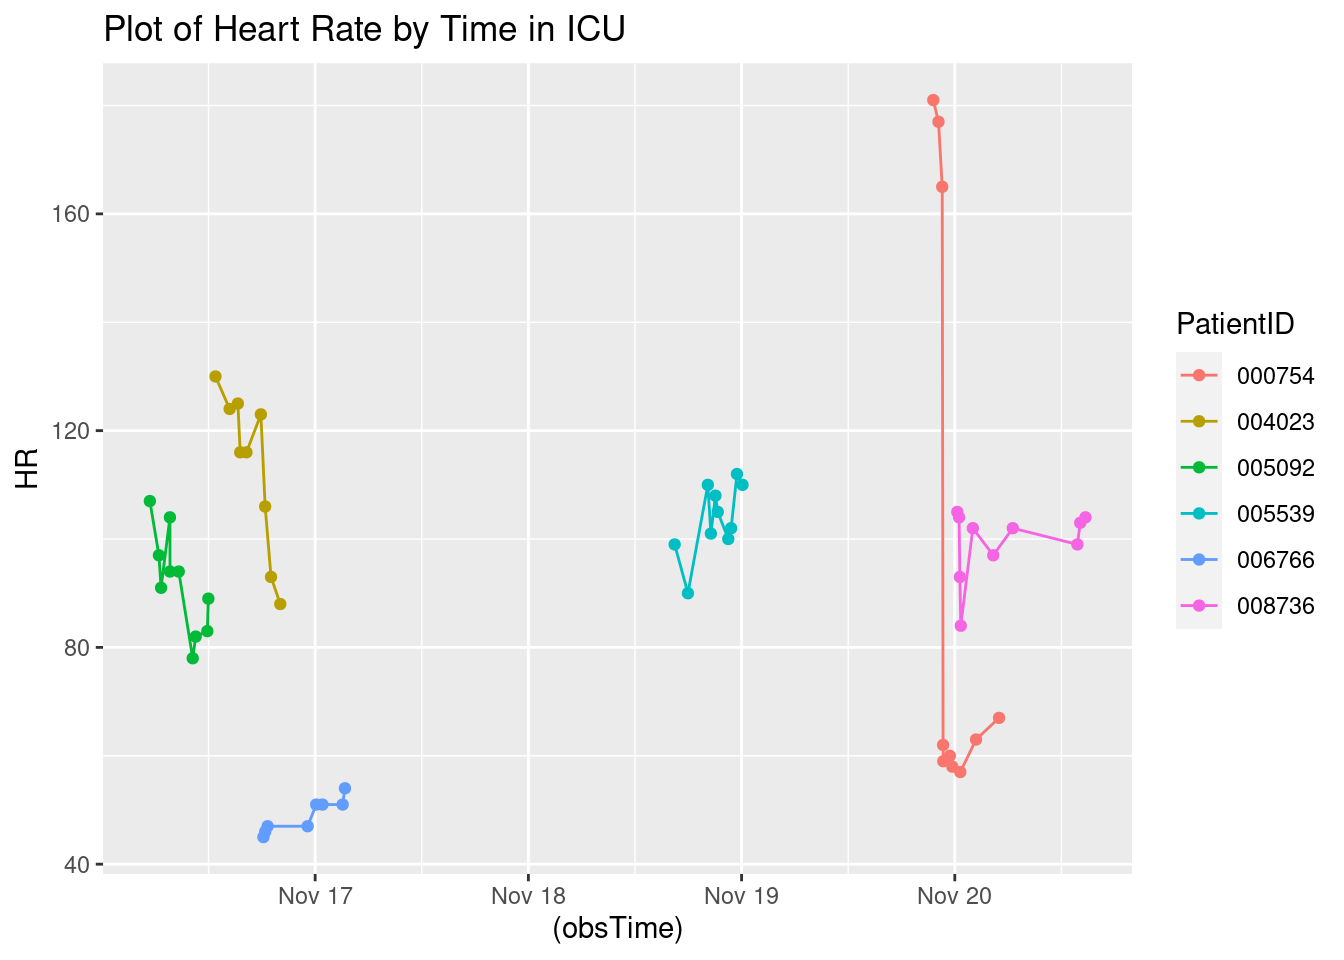 Plot of Heart Rate by Time in ICU
HR
160
120
80
40
Nov 17
Nov 18
Nov 19
Nov 20
(obsTime)
PatientID
000754
004023
005092
005539
006766
008736